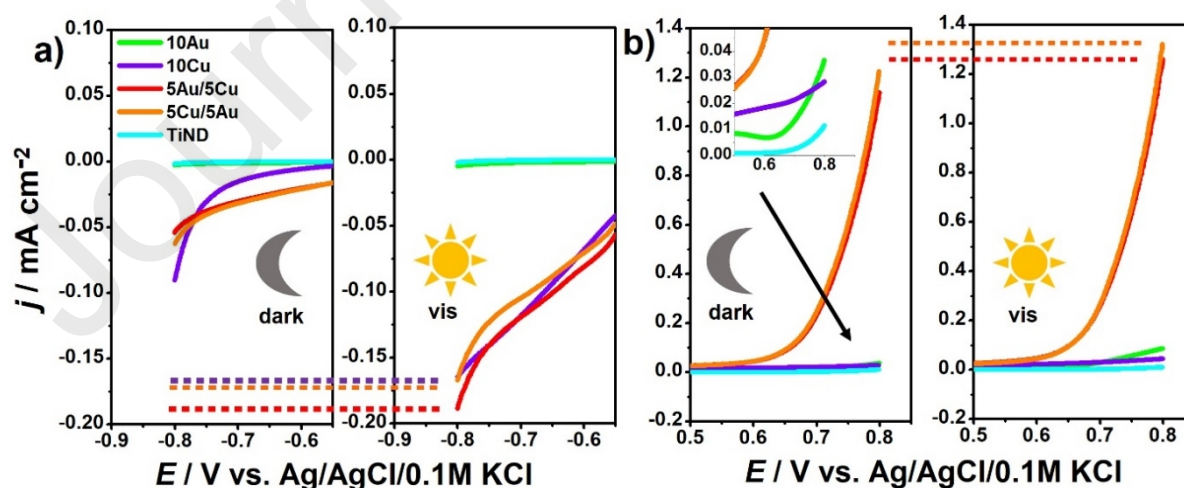 Journ
a)
0.10
0.05
0.00
-0.05
-0.10
-0.15
-0.20
j / mA cm-2
10Au
10Cu
5Au/5Cu
5Cu/5Au
TiND
dark
-0.9 -0.8 -0.7 -0.6
0.10
0.05
0.00
-0.05
-0.10
-0.15
-0.20
vis
-0.9 -0.8 -0.7 -0.6
E / V vs. Ag/AgCl/0.1M KCl
b)
1.4
1.2
1.0
0.8
0.6
0.4
0.2
0.0
-0.2
0.04
0.03
0.02
0.01
0.00
0.6 0.8
dark
0.5 0.6 0.7 0.8
1.4
1.2
1.0
0.8
0.6
0.4
0.2
0.0
-0.2
vis
0.5 0.6 0.7 0.8
E / V vs. Ag/AgCl/0.1M KCl